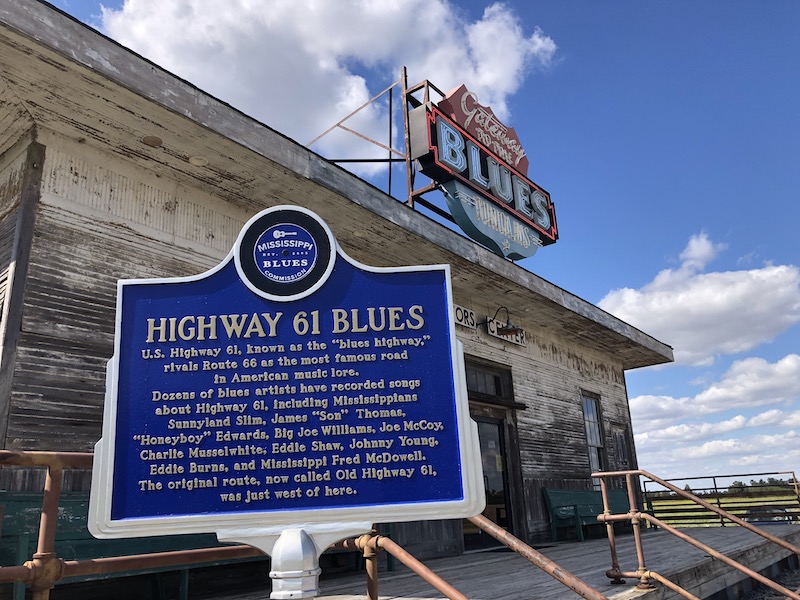 Gateway
TO THE
BLUES
TUNICA, MS
ORS CENTER
MISSISSIPPI
BLUES
COMMISSION
HIGHWAY 61 BLUES
U.S. Highway 61, known as the "blues highway,"
rivals Route 66 as the most famous road
in American music lore.
Dozens of blues artists have recorded songs
about Highway 61, including Mississippians
Sunnyland Slim, James "Son" Thomas,
"Honeyboy" Edwards, Big Joe Williams, Joe McCoy,
Charlie Musselwhite, Eddie Shaw, Johnny Young,
Eddie Burns, and Mississippi Fred McDowell.
The original route, now called Old Highway 61,
was just west of here.